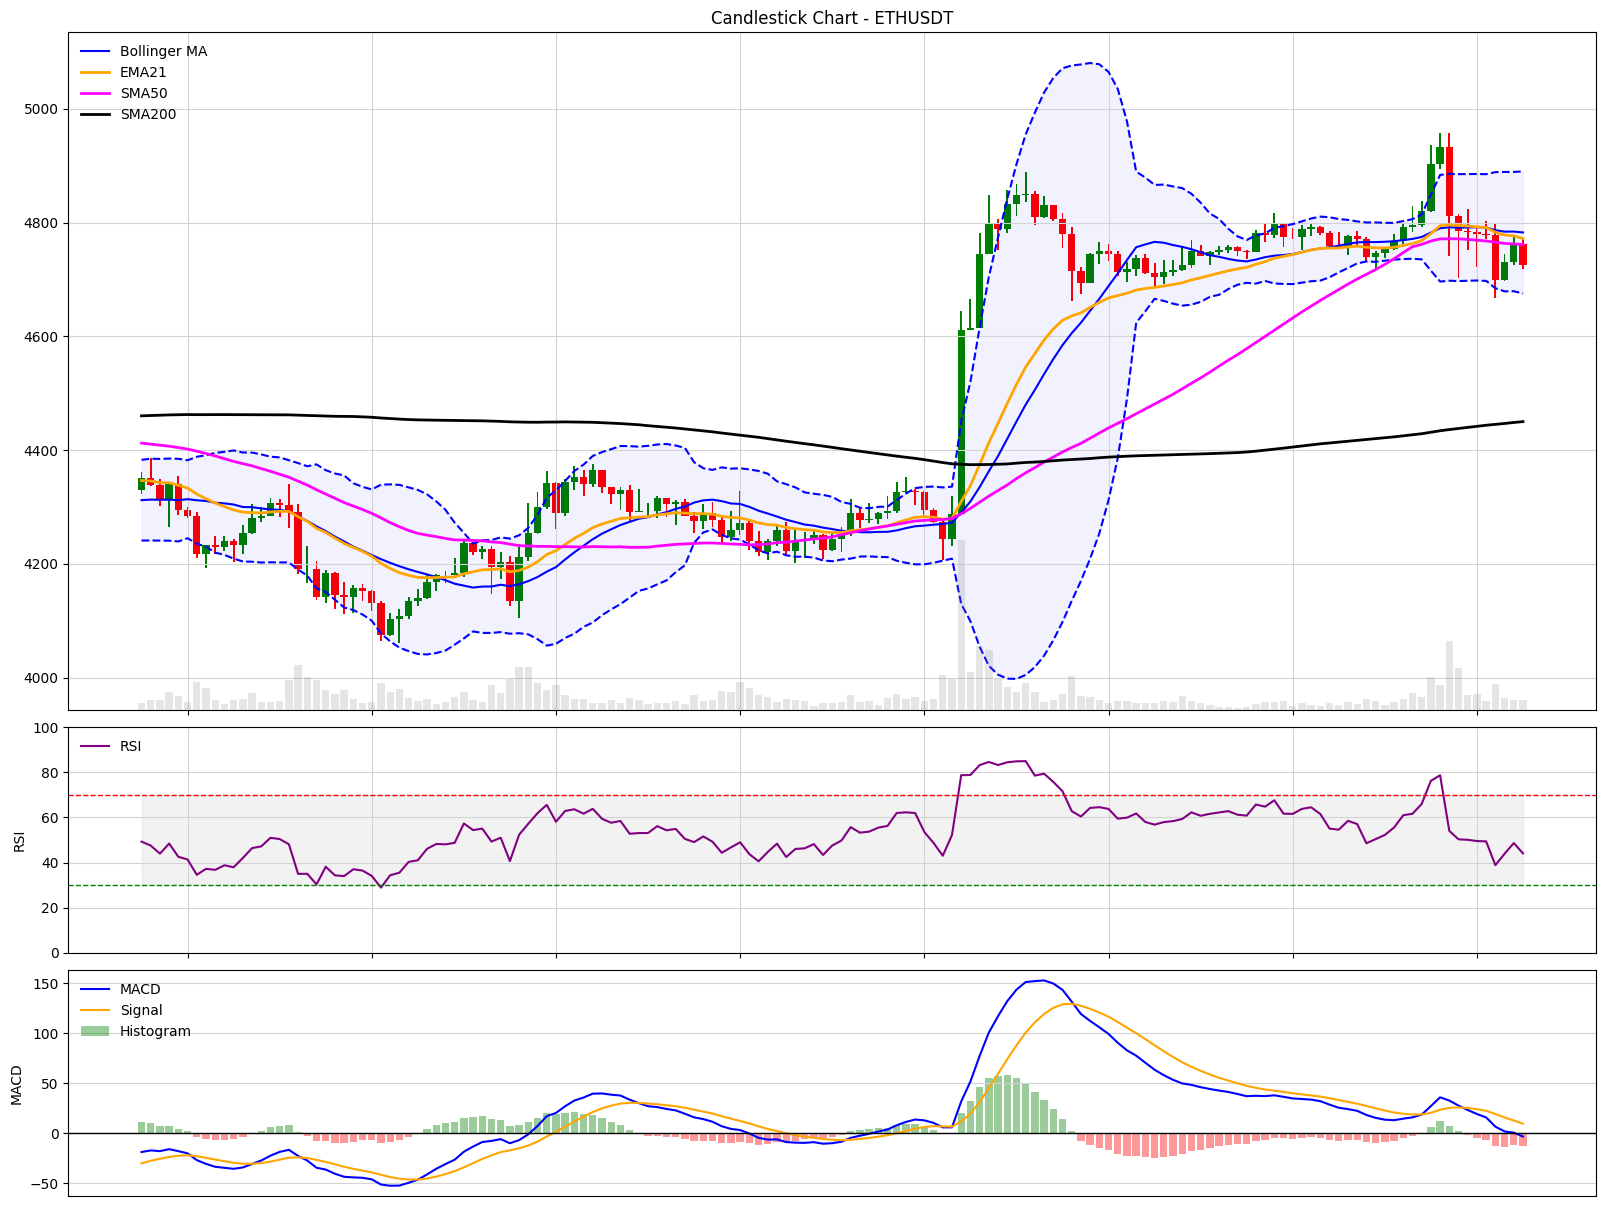 Candlestick Chart - ETHUSDT
Bollinger MA
EMA21
SMA50
SMA200
5000
4800
4600
4400
4200
4000
RSI
RSI
100
80
60
40
20
0
MACD
MACD
Signal
Histogram
150
100
50
0
−50